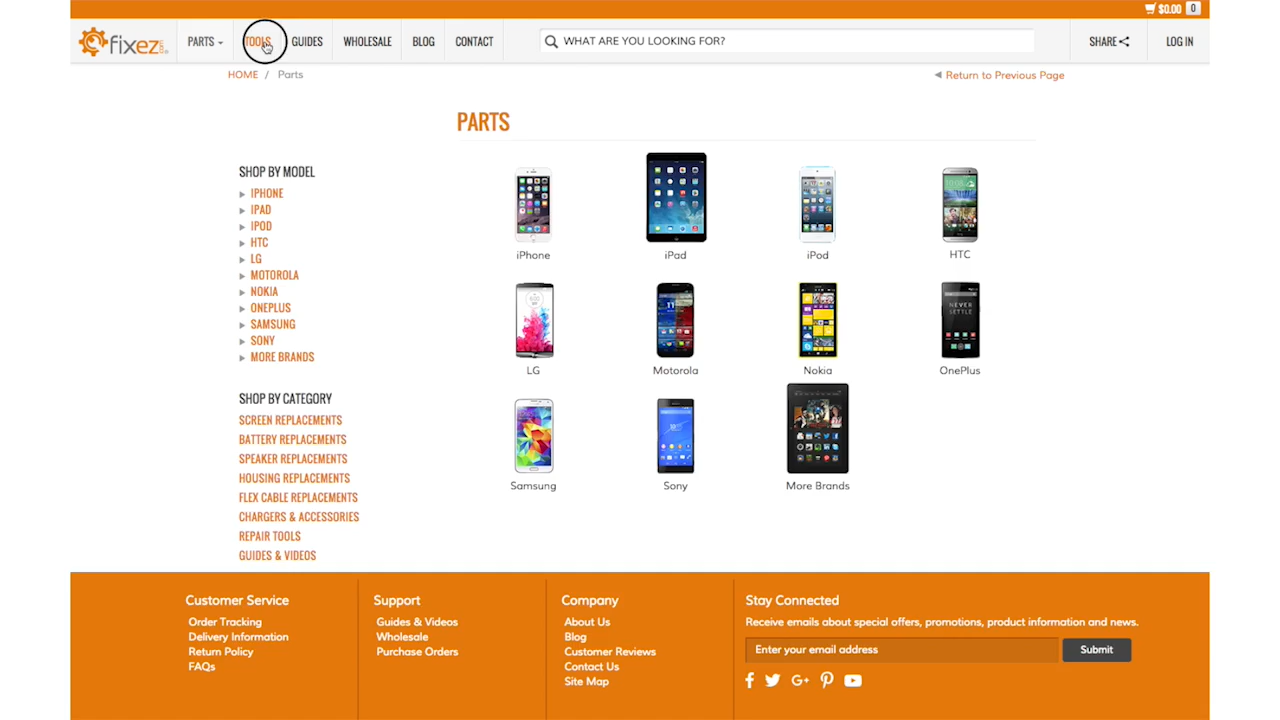 $0.00 0
fixez.com PARTS TOOLS GUIDES WHOLESALE BLOG CONTACT WHAT ARE YOU LOOKING FOR? SHARE LOG IN
HOME / Parts
Return to Previous Page
PARTS
SHOP BY MODEL
IPHONE
IPAD
IPOD
HTC
LG
MOTOROLA
NOKIA
ONEPLUS
SAMSUNG
SONY
MORE BRANDS
SHOP BY CATEGORY
SCREEN REPLACEMENTS
BATTERY REPLACEMENTS
SPEAKER REPLACEMENTS
HOUSING REPLACEMENTS
FLEX CABLE REPLACEMENTS
CHARGERS & ACCESSORIES
REPAIR TOOLS
GUIDES & VIDEOS
iPhone iPad iPod HTC
NEVER
SETTLE
LG Motorola Nokia OnePlus
Samsung Sony More Brands
Customer Service
Order Tracking
Delivery Information
Return Policy
FAQs
Support
Guides & Videos
Wholesale
Purchase Orders
Company
About Us
Blog
Customer Reviews
Contact Us
Site Map
Stay Connected
Receive emails about special offers, promotions, product information and news.
Enter your email address Submit